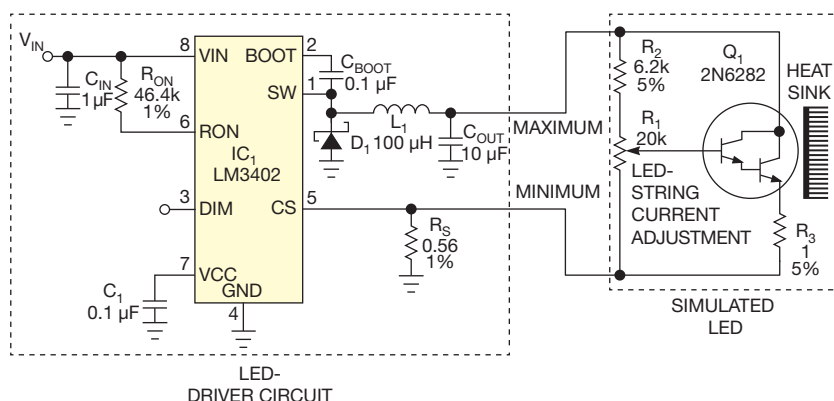 V_IN
C_IN
1 µF
R_ON
46.4k
1%
8
VIN
BOOT
2
C_BOOT
0.1 µF
SW
1
6
RON
IC_1
LM3402
D_1
L_1
100 µH
C_OUT
10 µF
3
DIM
CS
5
R_S
0.56
1%
7
VCC
GND
4
C_1
0.1 µF
LED-
DRIVER CIRCUIT
MAXIMUM
MINIMUM
R_2
6.2k
5%
R_1
20k
LED-
STRING
CURRENT
ADJUSTMENT
Q_1
2N6282
HEAT
SINK
R_3
1
5%
SIMULATED
LED